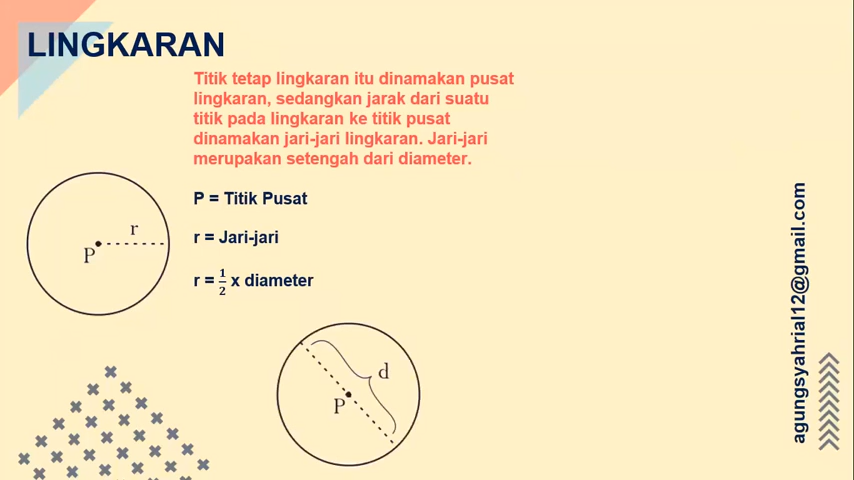 LINGKARAN
Titik tetap lingkaran itu dinamakan pusat
lingkaran, sedangkan jarak dari suatu
titik pada lingkaran ke titik pusat
dinamakan jari-jari lingkaran. Jari-jari
merupakan setengah dari diameter.
P = Titik Pusat
r = Jari-jari
r = 1/2 x diameter
r
P
d
P
agungsyahrial12@gmail.com